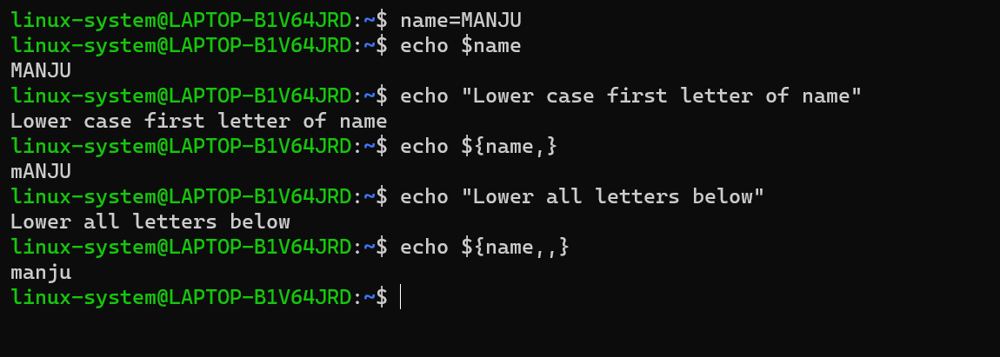 linux-system@LAPTOP-B1V64JRD:~$ name=MANJU
linux-system@LAPTOP-B1V64JRD:~$ echo $name
MANJU
linux-system@LAPTOP-B1V64JRD:~$ echo "Lower case first letter of name"
Lower case first letter of name
linux-system@LAPTOP-B1V64JRD:~$ echo ${name,}
mANJU
linux-system@LAPTOP-B1V64JRD:~$ echo "Lower all letters below"
Lower all letters below
linux-system@LAPTOP-B1V64JRD:~$ echo ${name,,}
manju
linux-system@LAPTOP-B1V64JRD:~$